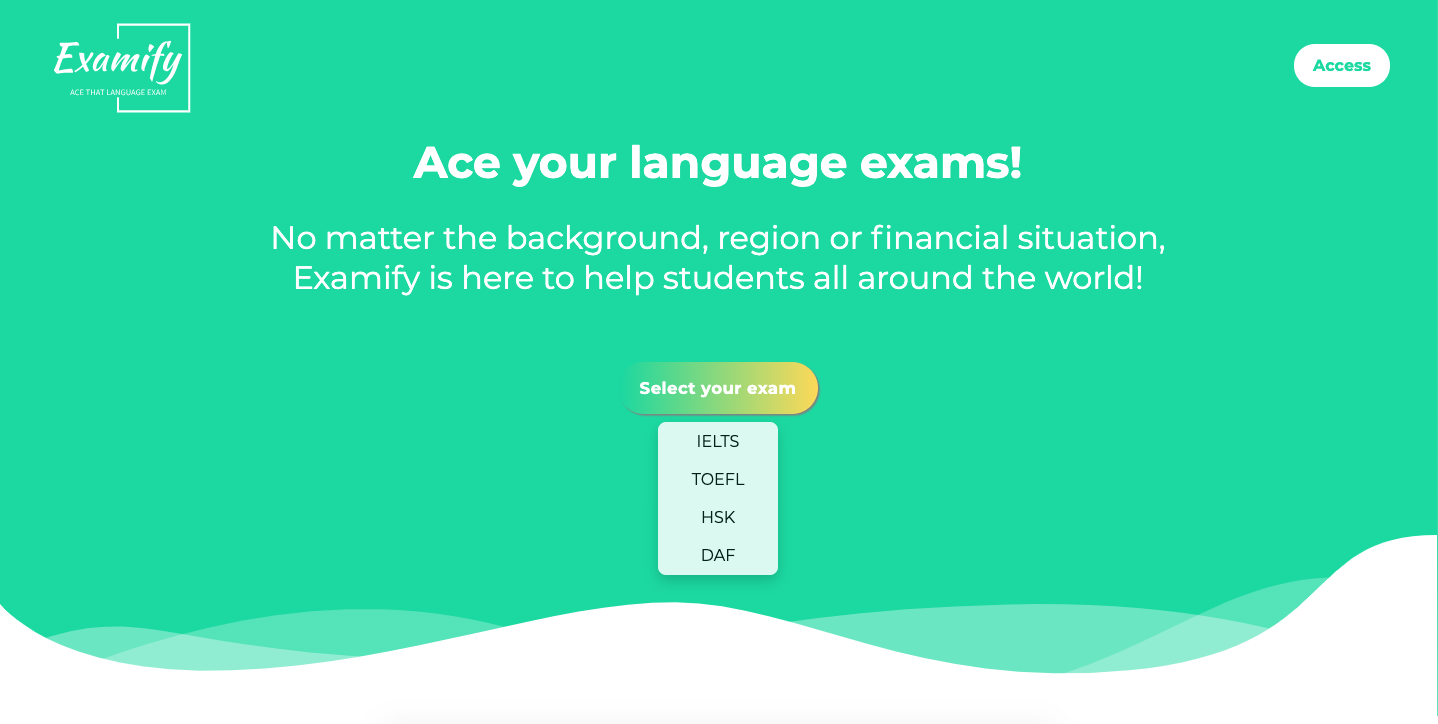 Examify
ACE THAT LANGUAGE EXAM
Access
Ace your language exams!
No matter the background, region or financial situation,
Examify is here to help students all around the world!
Select your exam
IELTS
TOEFL
HSK
DAF